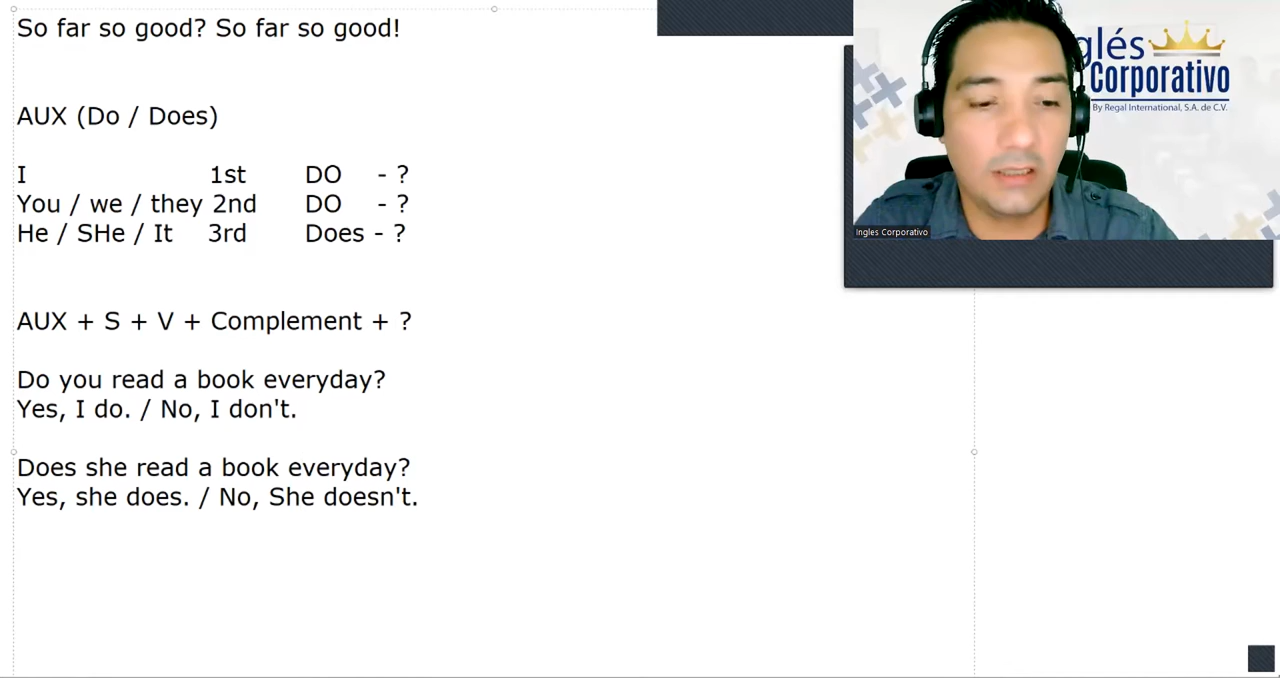 So far so good? So far so good!
AUX (Do / Does)
I 1st DO - ?
You / we / they 2nd DO - ?
He / SHe / It 3rd Does - ?
AUX + S + V + Complement + ?
Do you read a book everyday?
Yes, I do. / No, I don't.
Does she read a book everyday?
Yes, she does. / No, She doesn't.
glés
Corporativo
By Regal International, S.A. de C.V.
Ingles Corporativo